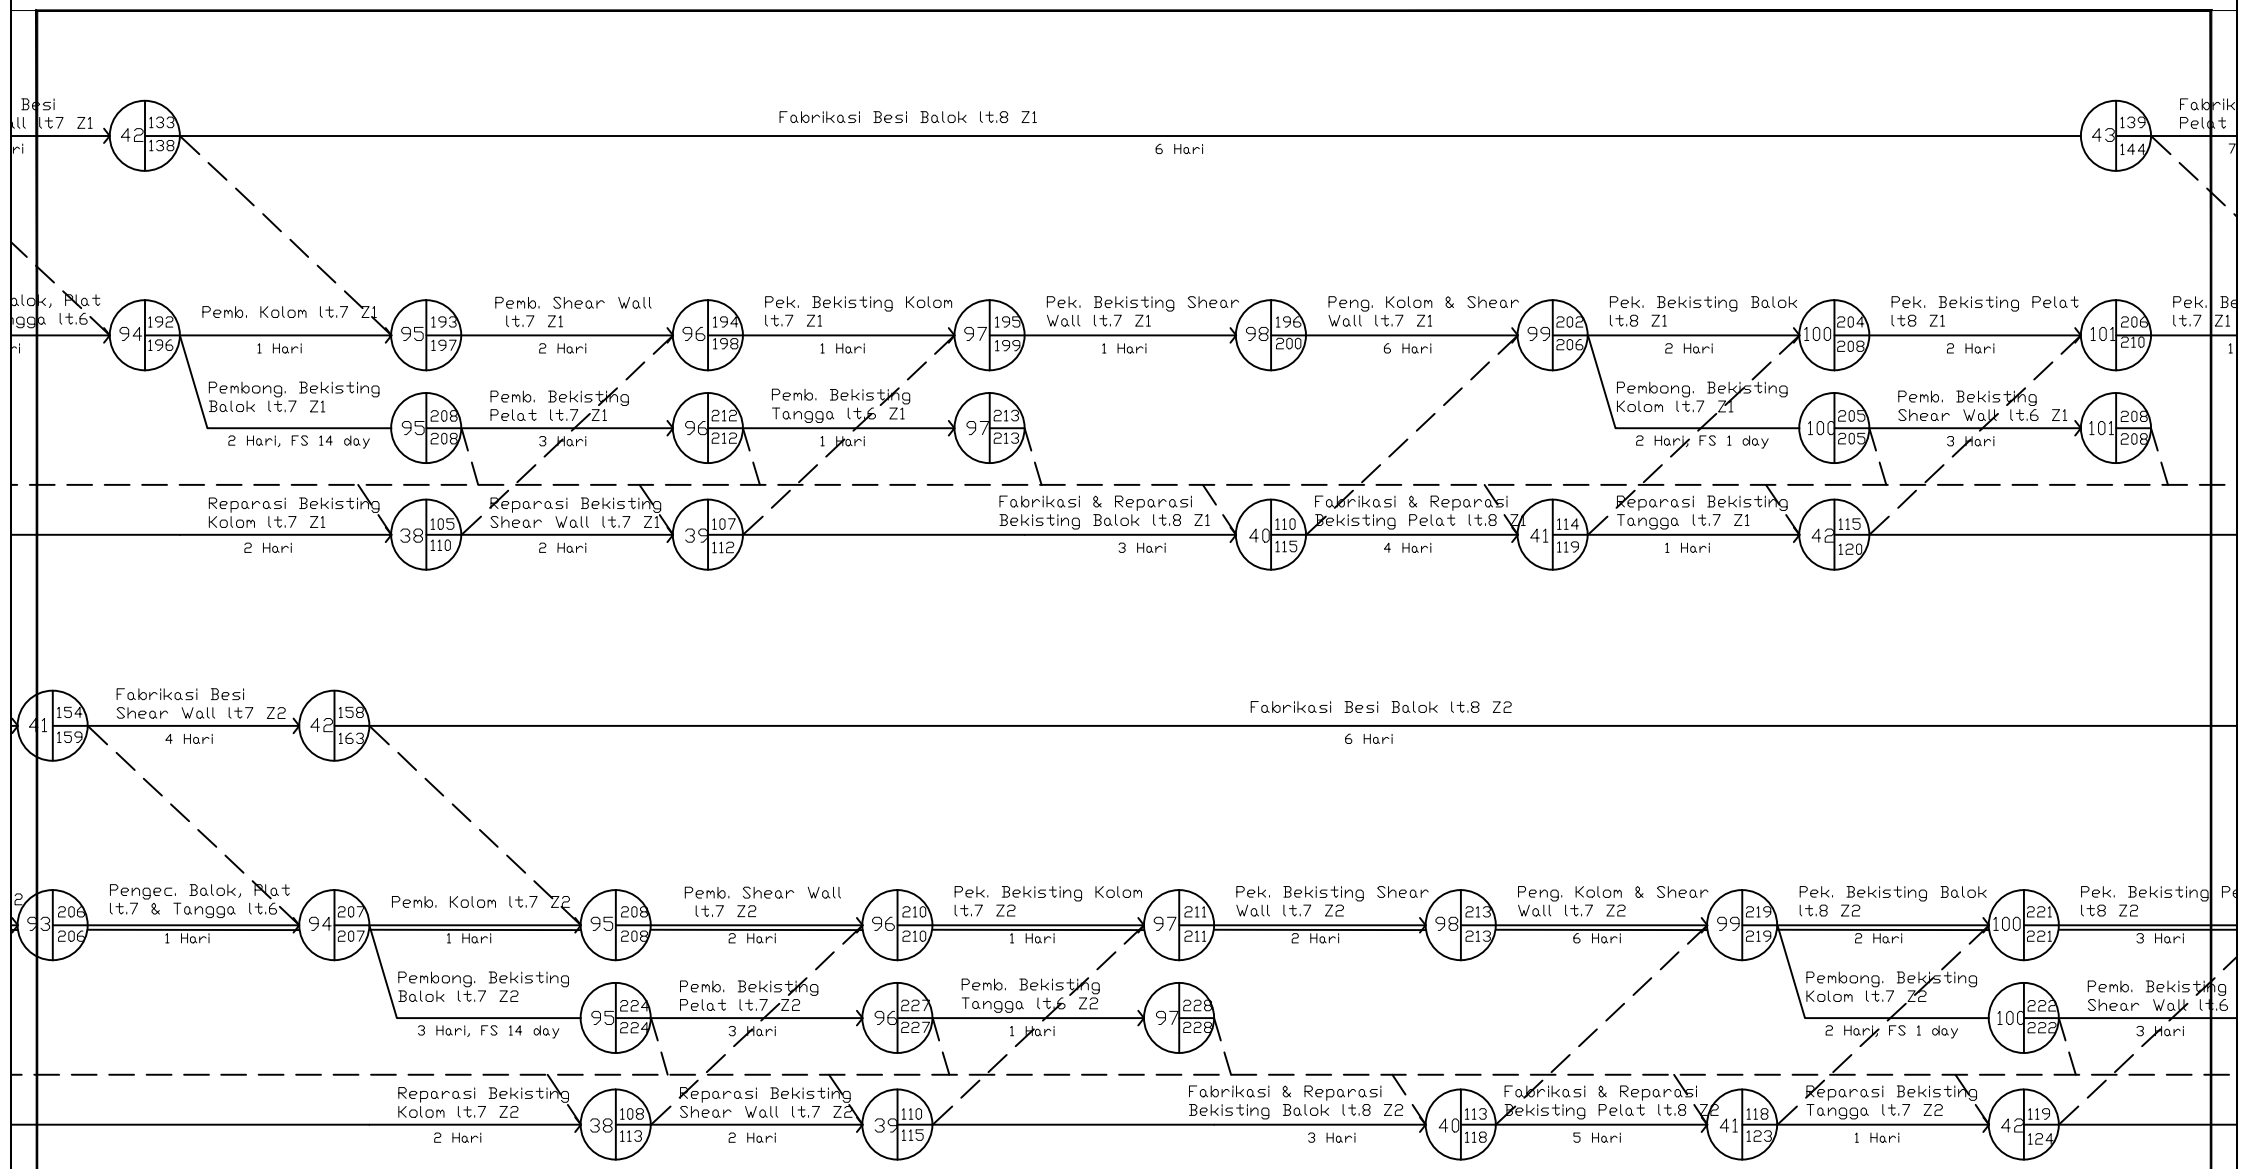 Besi
all lt7 Z1
ri
42
133
138
Fabrikasi Besi Balok lt.8 Z1
6 Hari
43
139
144
Fabrik
Pelat
7
alok, Plat
ngga lt.6
ri
94
192
196
Pemb. Kolom lt.7 Z1
1 Hari
95
193
197
Pemb. Shear Wall
lt.7 Z1
2 Hari
96
194
198
Pek. Bekisting Kolom
lt.7 Z1
1 Hari
97
195
199
Pek. Bekisting Shear
Wall lt.7 Z1
1 Hari
98
196
200
Peng. Kolom & Shear
Wall lt.7 Z1
6 Hari
99
202
206
Pek. Bekisting Balok
lt.8 Z1
2 Hari
100
204
208
Pek. Bekisting Pelat
lt8 Z1
2 Hari
101
206
210
Pek. Be
lt.7 Z1
1
Pembong. Bekisting
Balok lt.7 Z1
2 Hari, FS 14 day
95
208
208
Pemb. Bekisting
Pelat lt.7 Z1
3 Hari
96
212
212
Pemb. Bekisting
Tangga lt.6 Z1
1 Hari
97
213
213
Pembong. Bekisting
Kolom lt.7 Z1
2 Hari, FS 1 day
100
205
205
Pemb. Bekisting
Shear Wall lt.6 Z1
3 Hari
101
208
208
Reparasi Bekisting
Kolom lt.7 Z1
2 Hari
38
105
110
Reparasi Bekisting
Shear Wall lt.7 Z1
2 Hari
39
107
112
Fabrikasi & Reparasi
Bekisting Balok lt.8 Z1
3 Hari
40
110
115
Fabrikasi & Reparasi
Bekisting Pelat lt.8 Z1
4 Hari
41
114
119
Reparasi Bekisting
Tangga lt.7 Z1
1 Hari
42
115
120
41
154
159
Fabrikasi Besi
Shear Wall lt7 Z2
4 Hari
42
158
163
Fabrikasi Besi Balok lt.8 Z2
6 Hari
2
93
206
206
Pengec. Balok, Plat
lt.7 & Tangga lt.6
1 Hari
94
207
207
Pemb. Kolom lt.7 Z2
1 Hari
95
208
208
Pemb. Shear Wall
lt.7 Z2
2 Hari
96
210
210
Pek. Bekisting Kolom
lt.7 Z2
1 Hari
97
211
211
Pek. Bekisting Shear
Wall lt.7 Z2
2 Hari
98
213
213
Peng. Kolom & Shear
Wall lt.7 Z2
6 Hari
99
219
219
Pek. Bekisting Balok
lt.8 Z2
2 Hari
100
221
221
Pek. Bekisting Pe
lt8 Z2
3 Hari
Pembong. Bekisting
Balok lt.7 Z2
3 Hari, FS 14 day
95
224
224
Pemb. Bekisting
Pelat lt.7 Z2
3 Hari
96
227
227
Pemb. Bekisting
Tangga lt.6 Z2
1 Hari
97
228
228
Pembong. Bekisting
Kolom lt.7 Z2
2 Hari, FS 1 day
100
222
222
Pemb. Bekisting
Shear Wall lt.6
3 Hari
Reparasi Bekisting
Kolom lt.7 Z2
2 Hari
38
108
113
Reparasi Bekisting
Shear Wall lt.7 Z2
2 Hari
39
110
115
Fabrikasi & Reparasi
Bekisting Balok lt.8 Z2
3 Hari
40
113
118
Fabrikasi & Reparasi
Bekisting Pelat lt.8 Z2
5 Hari
41
118
123
Reparasi Bekisting
Tangga lt.7 Z2
1 Hari
42
119
124